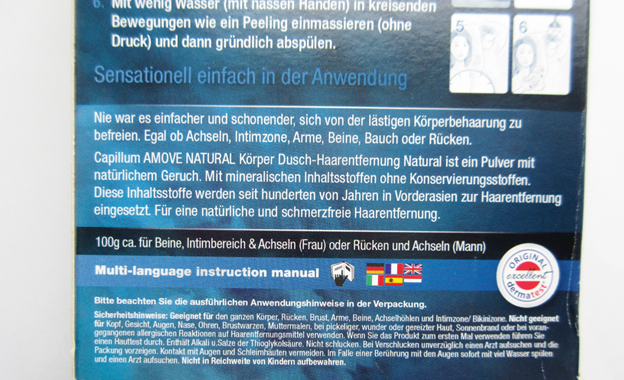 6. Mit wenig Wasser (mit nassen Händen) in kreisenden
Bewegungen wie ein Peeling einmassieren (ohne
Druck) und dann gründlich abspülen.
5
6
Sensationell einfach in der Anwendung
Nie war es einfacher und schonender, sich von der lästigen Körperbehaarung zu
befreien. Egal ob Achseln, Intimzone, Arme, Beine, Bauch oder Rücken.
Capillum AMOVE NATURAL Körper Dusch-Haarentfernung Natural ist ein Pulver mit
natürlichem Geruch. Mit mineralischen Inhaltsstoffen ohne Konservierungsstoffen.
Diese Inhaltsstoffe werden seit hunderten von Jahren in Vorderasien zur Haarentfernung
eingesetzt. Für eine natürliche und schmerzfreie Haarentfernung.
100g ca. für Beine, Intimbereich & Achseln (Frau) oder Rücken und Achseln (Mann)
Multi-language instruction manual
ORIGINAL
excellent
dermatest
Bitte beachten Sie die ausführlichen Anwendungshinweise in der Verpackung.
Sicherheitshinweise: Geeignet für den ganzen Körper, Rücken, Brust, Arme, Beine, Achselhöhlen und Intimzone/ Bikinizone. Nicht geeignet
für Kopf, Gesicht, Augen, Nase, Ohren, Brustwarzen, Muttermalen, bei pickeliger, wunder oder gereizter Haut, Sonnenbrand oder bei voran-
gegangenen allergischen Reaktionen auf Haarentfernungsmittel verwenden. Wenn Sie das Produkt zum ersten Mal verwenden führen Sie
einen Hauttest durch. Enthält Alkali u.Salze der Thioglykolsäure. Nicht schlucken. Bei Verschlucken unverzüglich einen Arzt aufsuchen und die
Packung vorzeigen. Kontakt mit Augen und Schleimhäuten vermeiden. Im Falle einer Berührung mit den Augen sofort mit viel Wasser spülen
und einen Arzt aufsuchen. Nicht in Reichweite von Kindern aufbewahren.